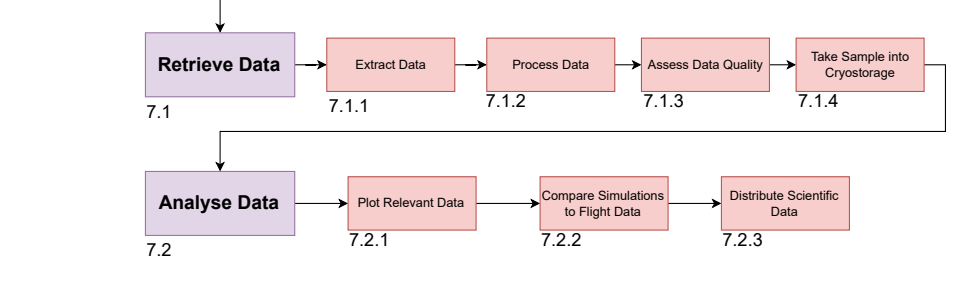 Retrieve Data
7.1
Extract Data
7.1.1
Process Data
7.1.2
Assess Data Quality
7.1.3
Take Sample into
Cryostorage
7.1.4
Analyse Data
7.2
Plot Relevant Data
7.2.1
Compare Simulations
to Flight Data
7.2.2
Distribute Scientific
Data
7.2.3